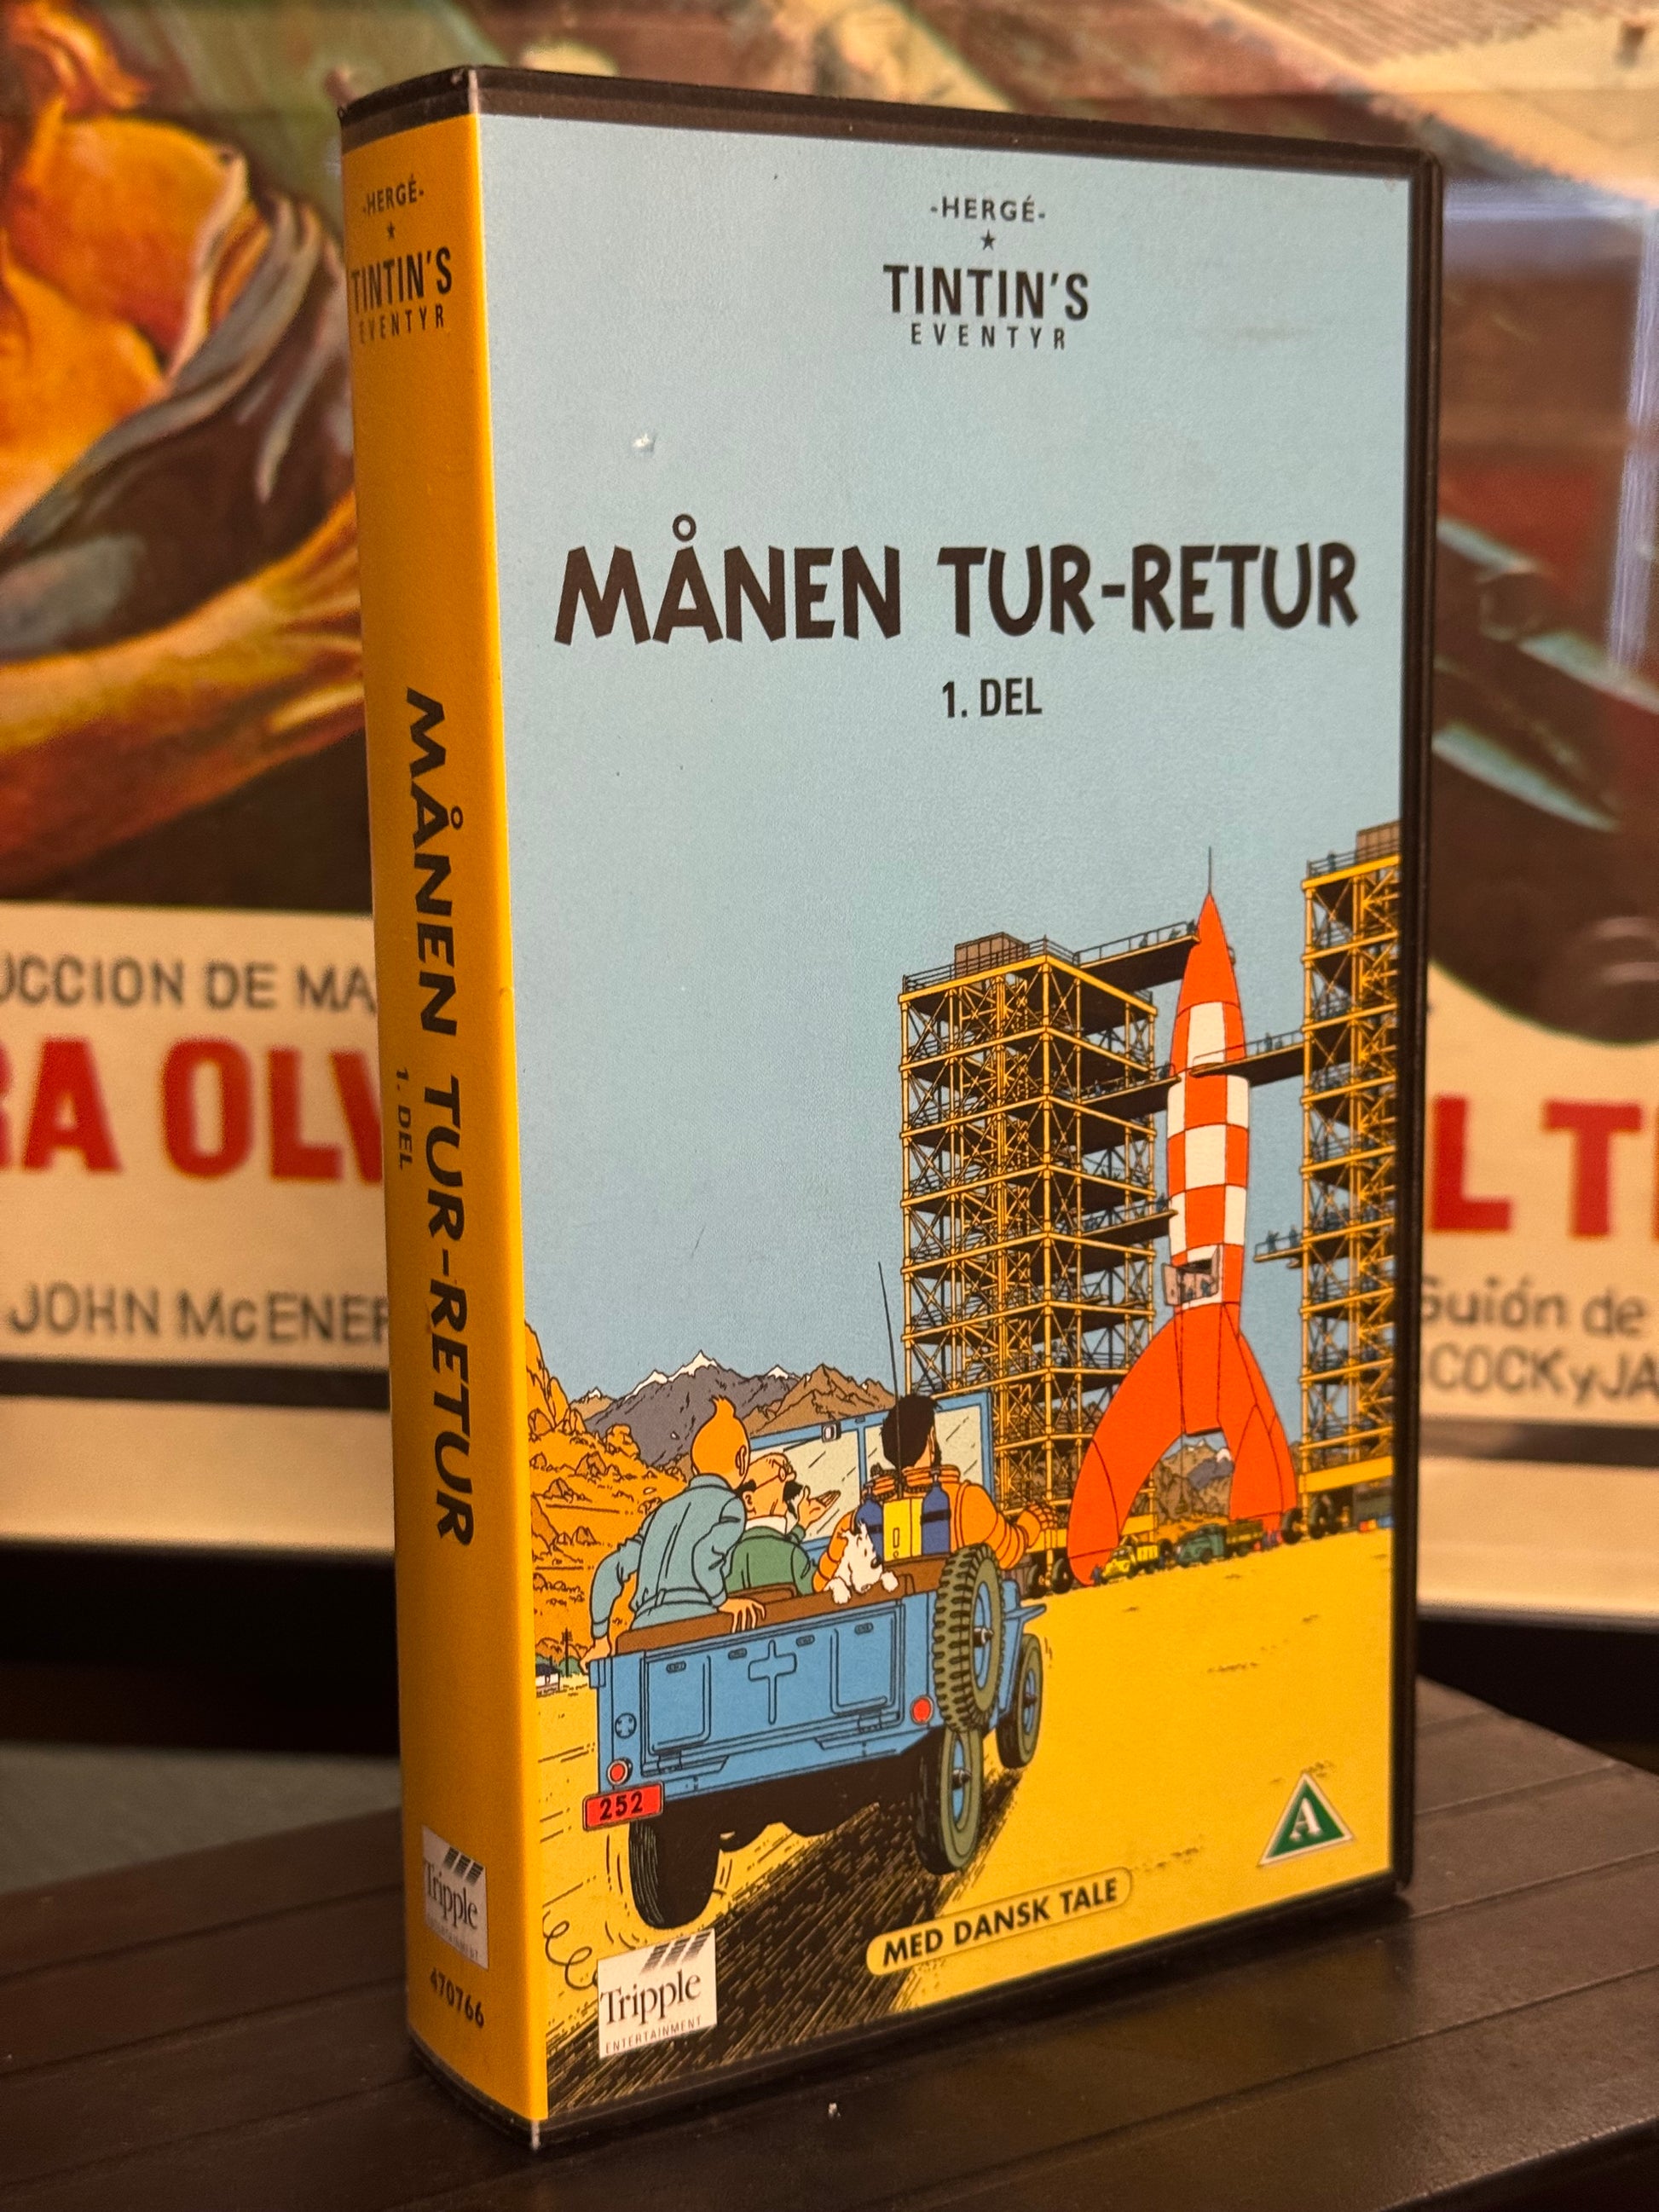 -HERGÉ-
TINTIN'S
EVENTYR
MÅNEN TUR-RETUR
1. DEL
Tripple
470766
-HERGÉ-
TINTIN'S
EVENTYR
MÅNEN TUR-RETUR
1. DEL
252
A
MED DANSK TALE
Tripple
ENTERTAINMENT
UCCION DE MA
RA OLV
JOHN McENER
L T
Guión de
COCK y JA